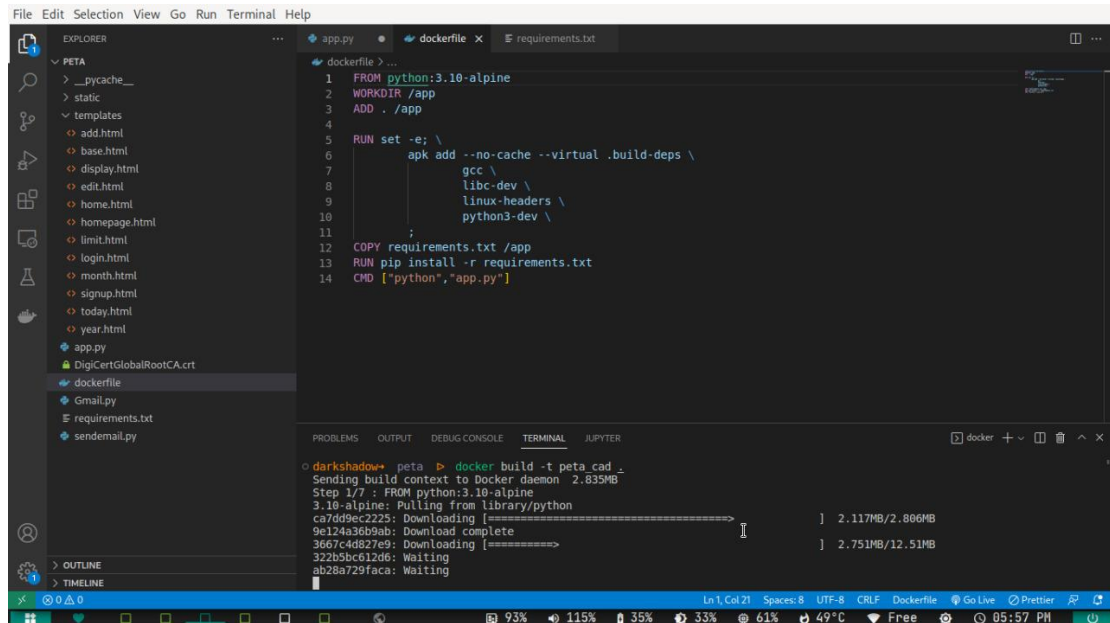 File Edit Selection View Go Run Terminal Help
EXPLORER ...
PETA
> __pycache__
> static
templates
<> add.html
<> base.html
<> display.html
<> edit.html
<> home.html
<> homepage.html
<> limit.html
<> login.html
<> month.html
<> signup.html
<> today.html
<> year.html
app.py
DigiCertGlobalRootCA.crt
dockerfile
Gmail.py
requirements.txt
sendemail.py
> OUTLINE
> TIMELINE
app.py ● dockerfile × requirements.txt
dockerfile > ...
1 FROM python:3.10-alpine
2 WORKDIR /app
3 ADD . /app
4
5 RUN set -e; \
6 apk add --no-cache --virtual .build-deps \
7 gcc \
8 libc-dev \
9 linux-headers \
10 python3-dev \
11 ;
12 COPY requirements.txt /app
13 RUN pip install -r requirements.txt
14 CMD ["python","app.py"]
PROBLEMS OUTPUT DEBUG CONSOLE TERMINAL JUPYTER docker
darkshadow→ peta ▷ docker build -t peta_cad .
Sending build context to Docker daemon 2.835MB
Step 1/7 : FROM python:3.10-alpine
3.10-alpine: Pulling from library/python
ca7dd9ec2225: Downloading [=====================================> ] 2.117MB/2.806MB
9e124a36b9ab: Download complete
3667c4d827e9: Downloading [==========> ] 2.751MB/12.51MB
322b5bc612d6: Waiting
ab28a729faca: Waiting
0 0 Ln 1, Col 21 Spaces: 8 UTF-8 CRLF Dockerfile Go Live Prettier
93% 115% 35% 33% 61% 49°C Free 05:57 PM